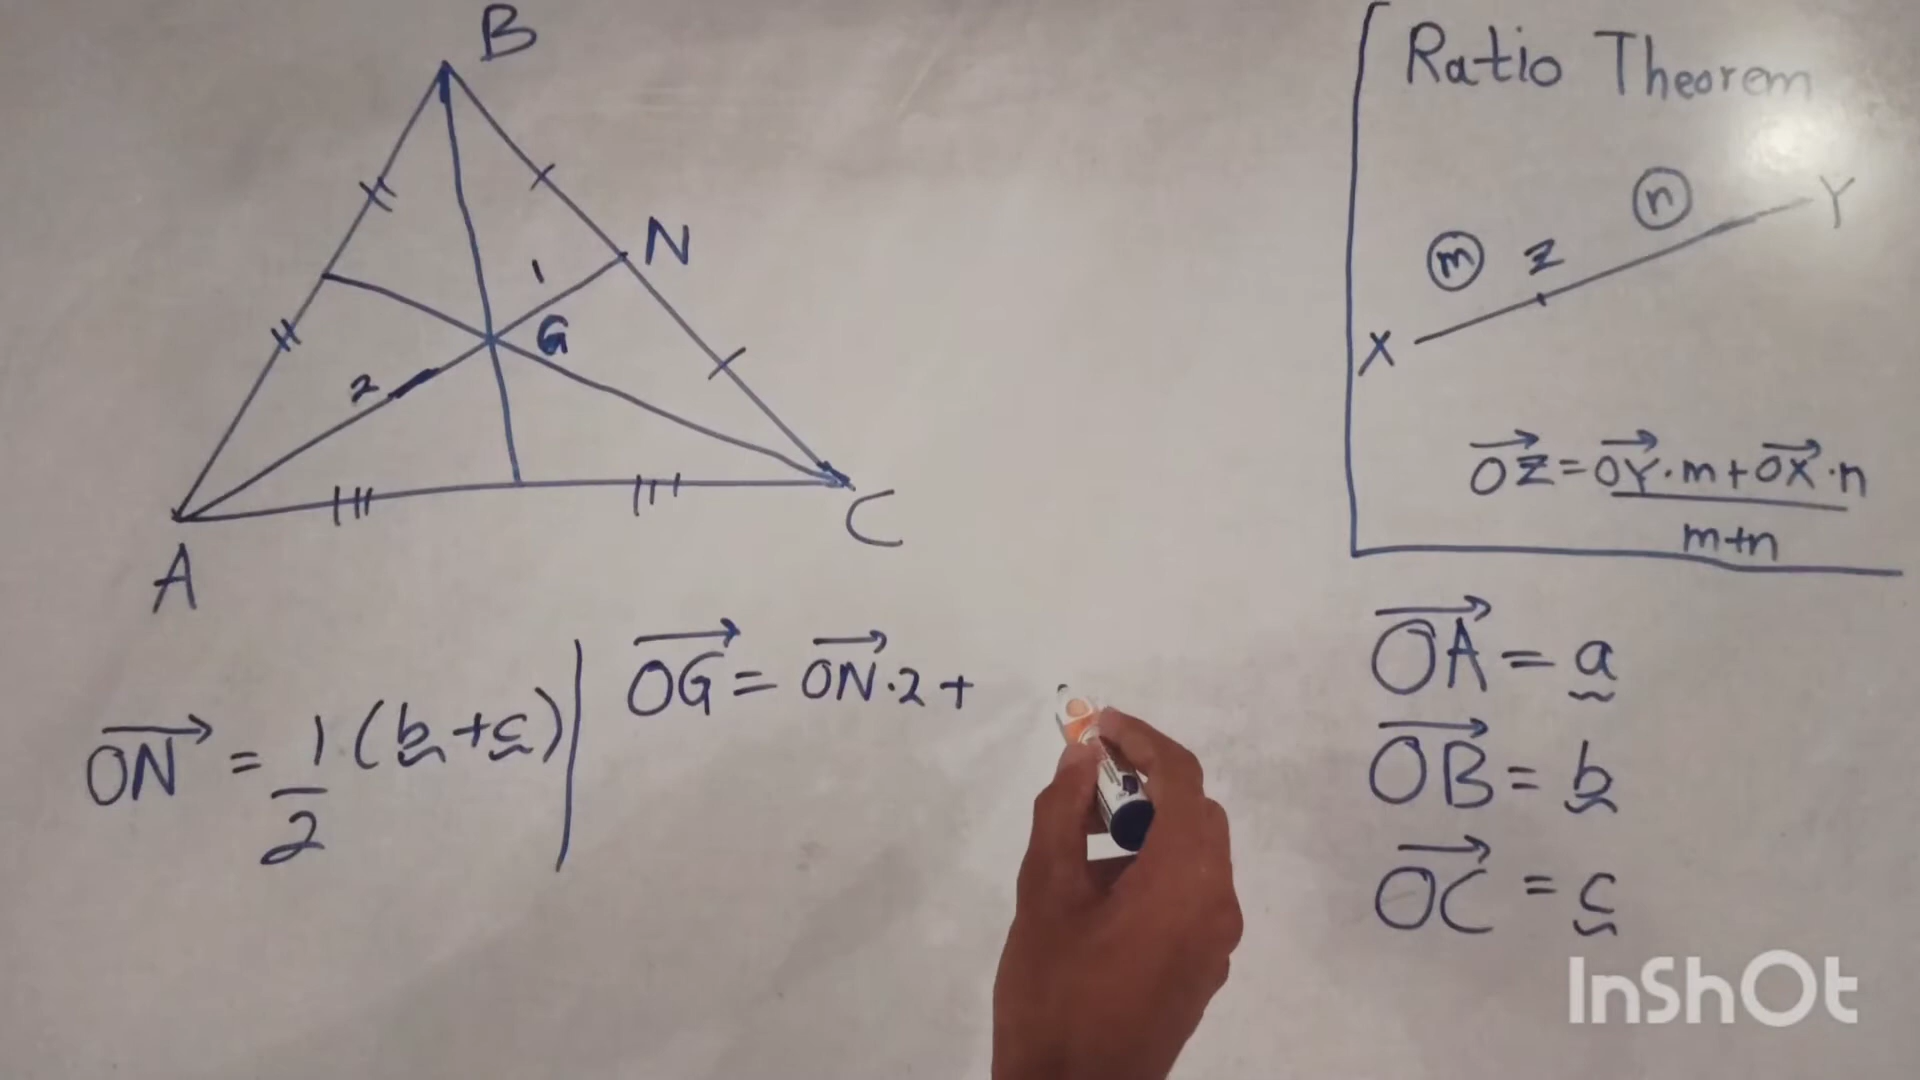 B
N
1
G
2
A
C
Ratio Theorem
m
Z
n
Y
X
OZ = OY·m + OX·n
m+n
ON = 1/2 (b + c)
OG = ON·2 +
OA = a
OB = b
OC = c
InShOt